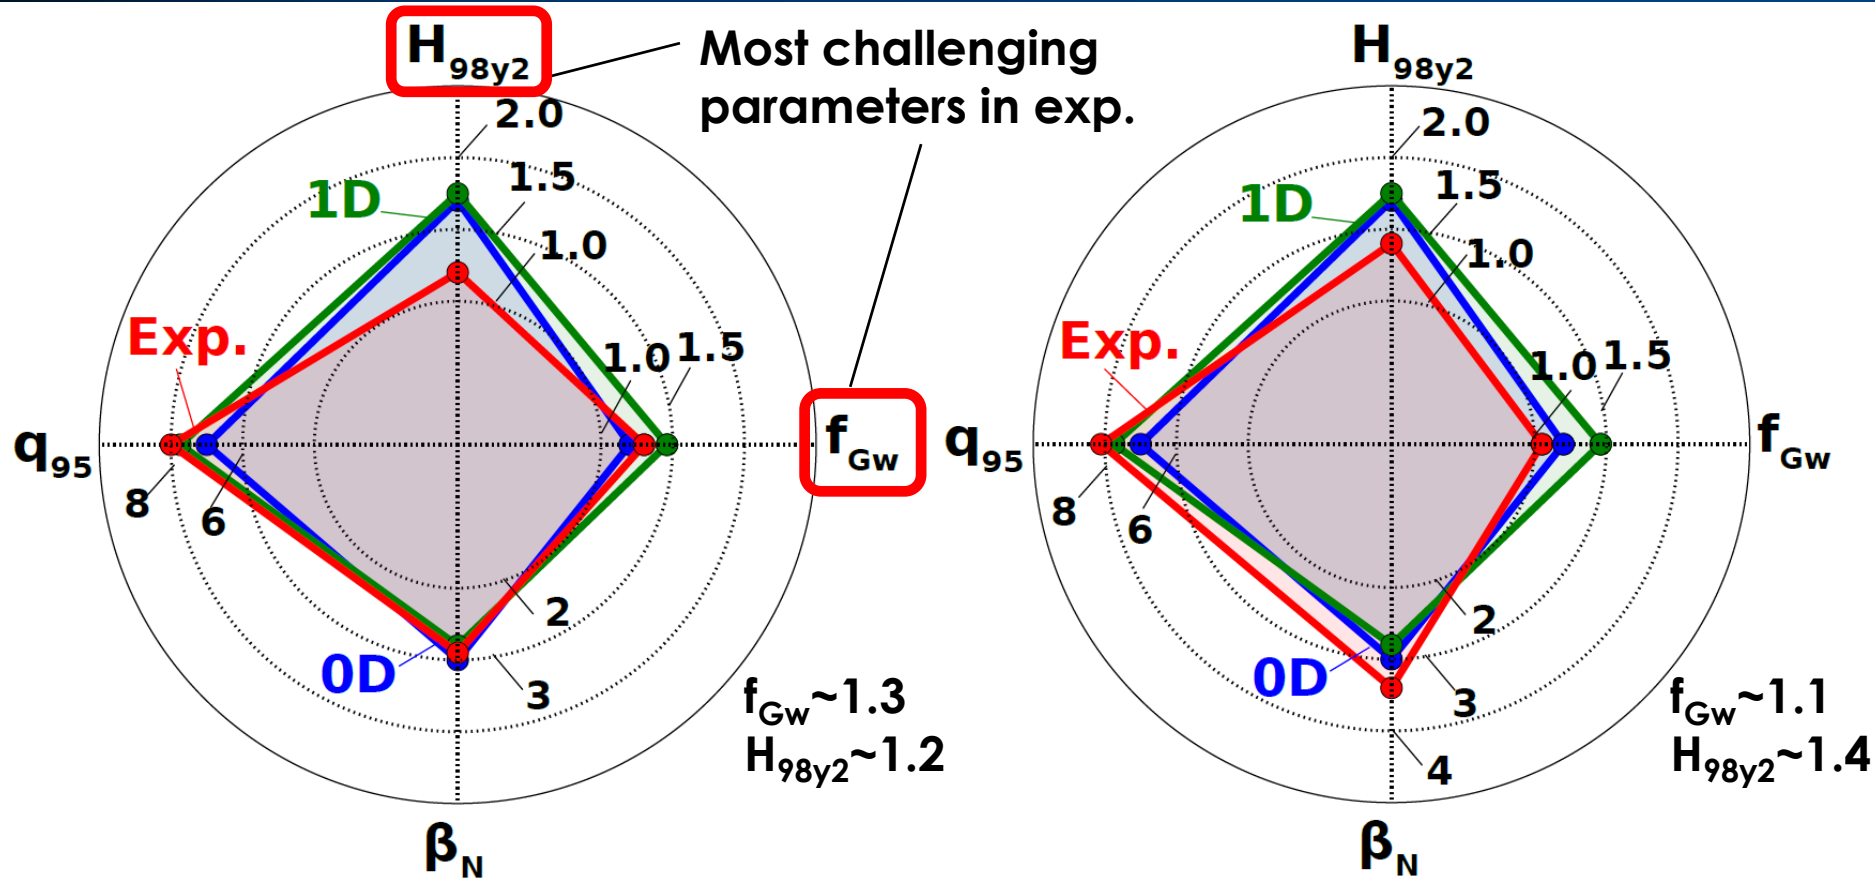 H98y2
Most challenging
parameters in exp.
2.0
1.5
1.0
1D
Exp.
1.0
1.5
q95
fGw
8
6
2
0D
3
βN
fGw~1.3
H98y2~1.2
H98y2
2.0
1.5
1.0
1D
Exp.
1.0
1.5
q95
fGw
8
6
2
0D
3
4
βN
fGw~1.1
H98y2~1.4